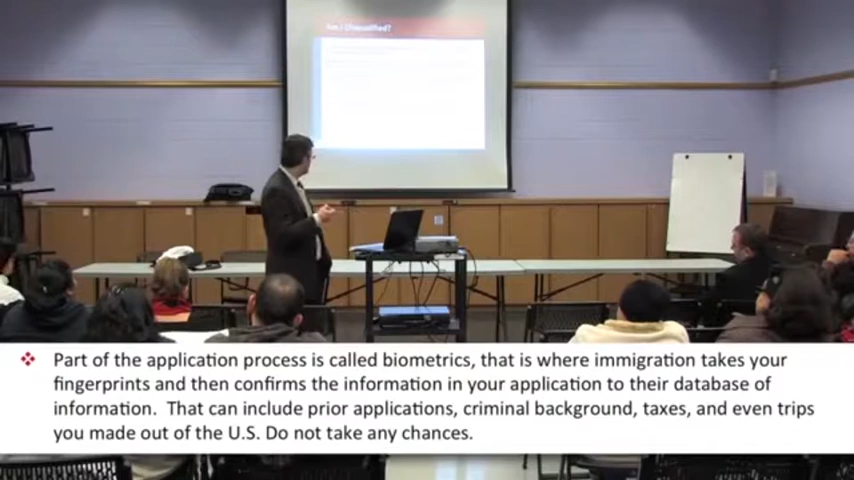 Am I Disqualified?
Part of the application process is called biometrics, that is where immigration takes your
fingerprints and then confirms the information in your application to their database of
information.  That can include prior applications, criminal background, taxes, and even trips
you made out of the U.S. Do not take any chances.